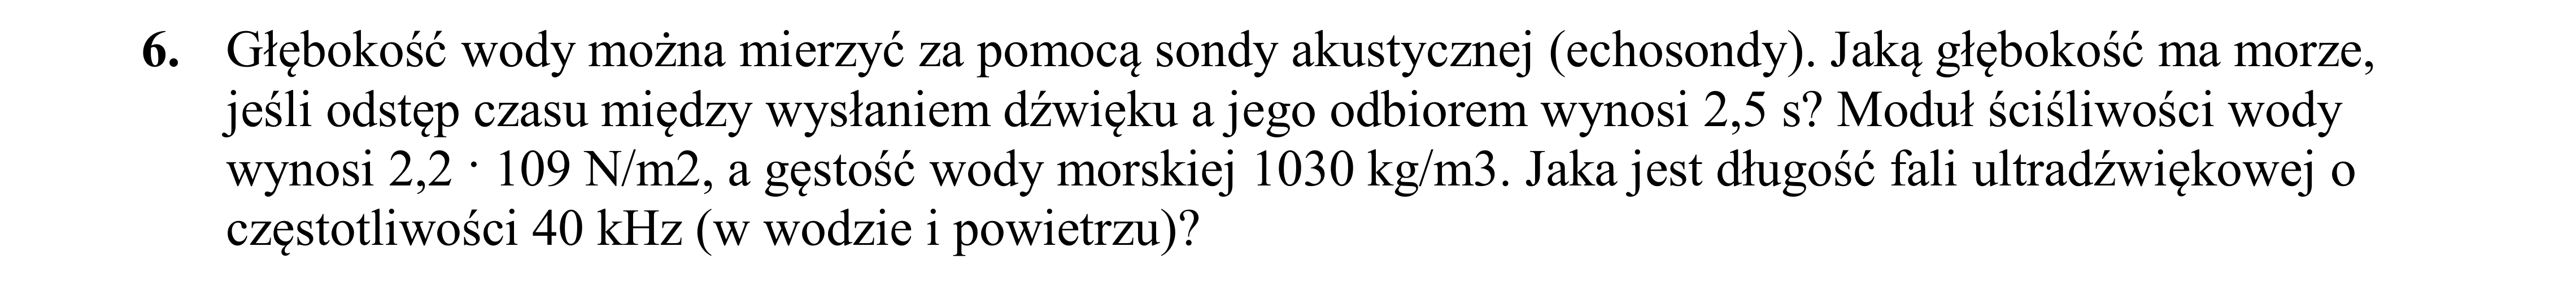 6. Głębokość wody można mierzyć za pomocą sondy akustycznej (echosondy). Jaką głębokość ma morze,
jeśli odstęp czasu między wysłaniem dźwięku a jego odbiorem wynosi 2,5 s? Moduł ściśliwości wody
wynosi 2,2 · 109 N/m2, a gęstość wody morskiej 1030 kg/m3. Jaka jest długość fali ultradźwiękowej o
częstotliwości 40 kHz (w wodzie i powietrzu)?